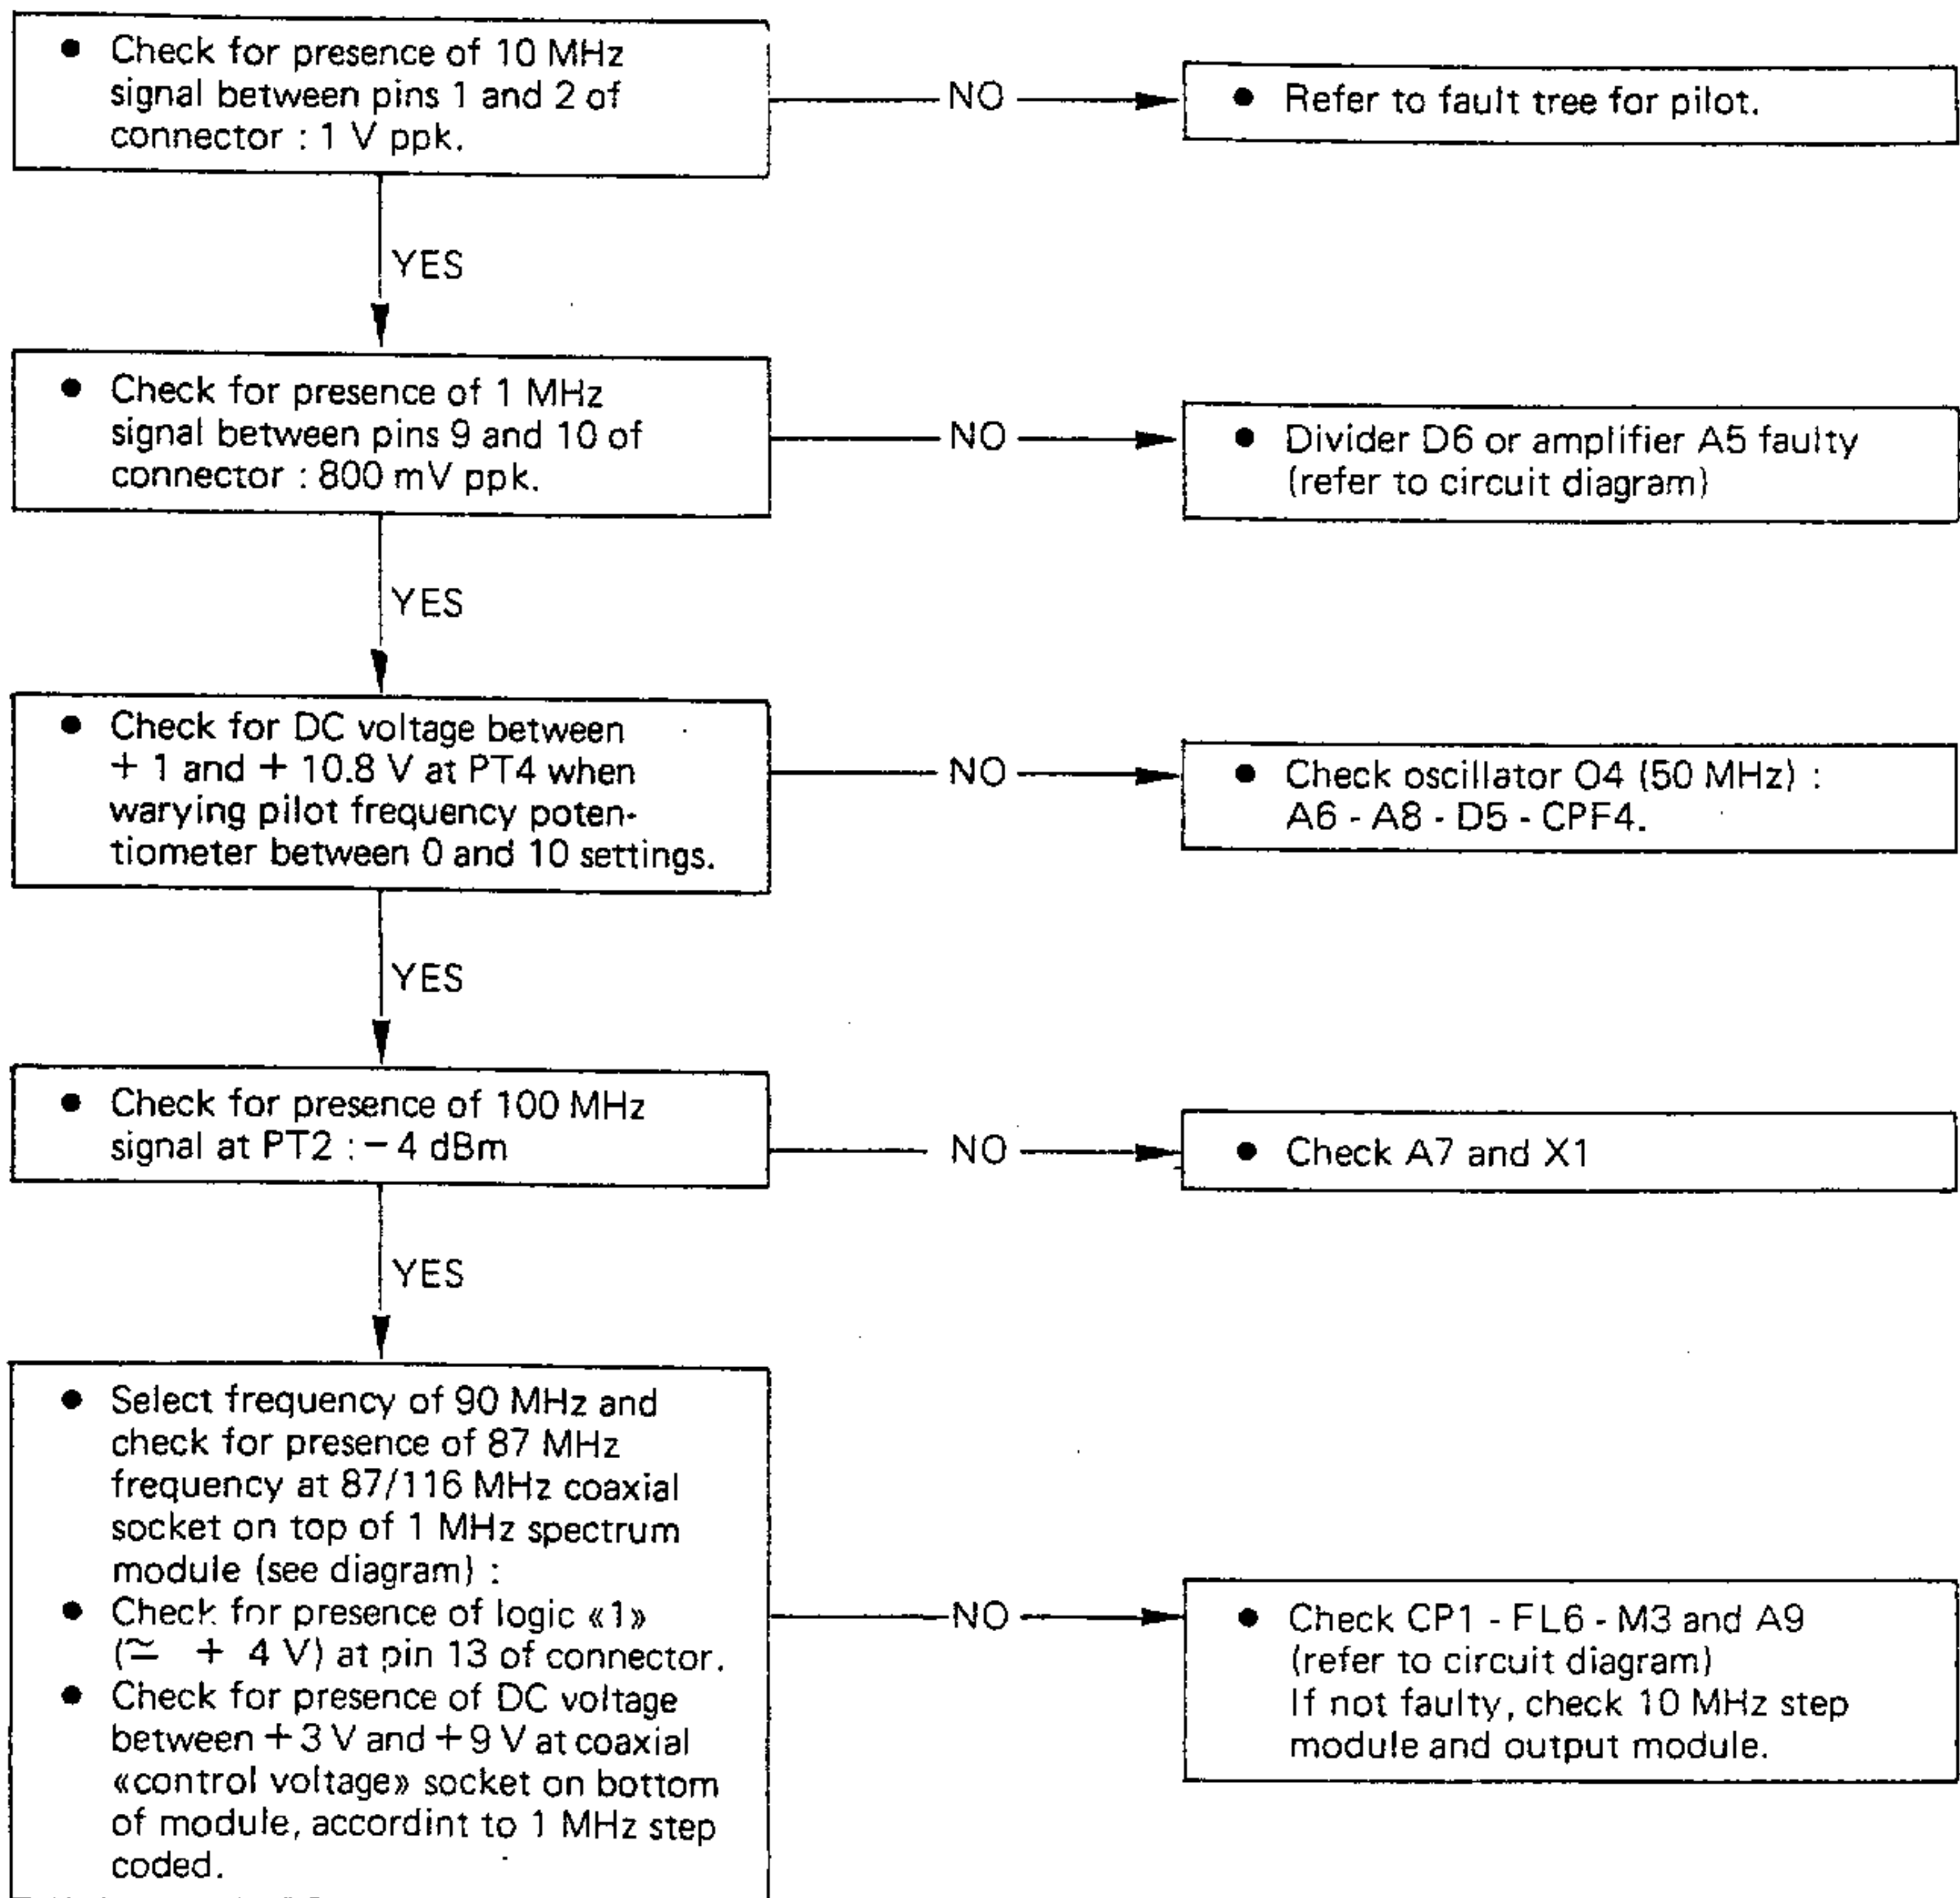 ● Check for presence of 10 MHz
signal between pins 1 and 2 of
connector : 1 V ppk.
NO
● Refer to fault tree for pilot.
YES
● Check for presence of 1 MHz
signal between pins 9 and 10 of
connector : 800 mV ppk.
NO
● Divider D6 or amplifier A5 faulty
(refer to circuit diagram)
YES
● Check for DC voltage between
+ 1 and + 10.8 V at PT4 when
warying pilot frequency poten-
tiometer between 0 and 10 settings.
NO
● Check oscillator O4 (50 MHz) :
A6 - A8 - D5 - CPF4.
YES
● Check for presence of 100 MHz
signal at PT2 : − 4 dBm
NO
● Check A7 and X1
YES
● Select frequency of 90 MHz and
check for presence of 87 MHz
frequency at 87/116 MHz coaxial
socket on top of 1 MHz spectrum
module (see diagram) :
● Check for presence of logic «1»
(≃ + 4 V) at pin 13 of connector.
● Check for presence of DC voltage
between +3 V and +9 V at coaxial
«control voltage» socket on bottom
of module, accordint to 1 MHz step
coded.
NO
● Check CP1 - FL6 - M3 and A9
(refer to circuit diagram)
If not faulty, check 10 MHz step
module and output module.